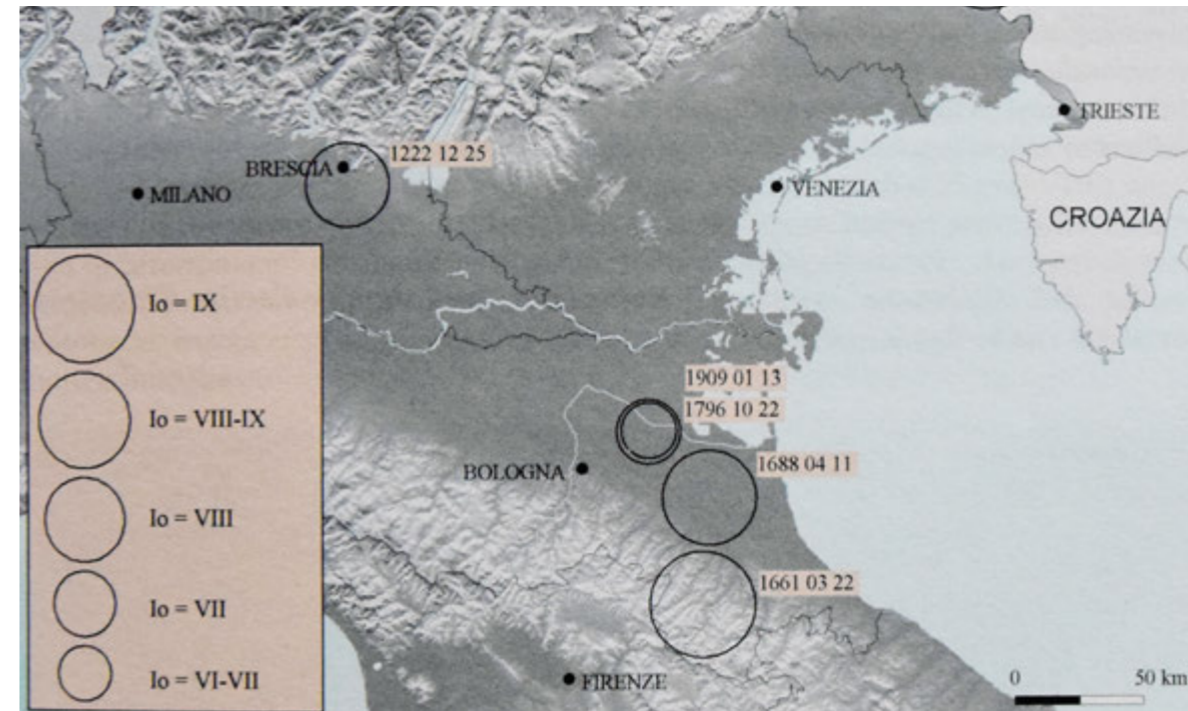 TRIESTE
1222 12 25
BRESCIA
MILANO
VENEZIA
CROAZIA
Io = IX
1909 01 13
1796 10 22
Io = VIII-IX
1688 04 11
BOLOGNA
Io = VIII
1661 03 22
Io = VII
Io = VI-VII
FIRENZE
0 50 km